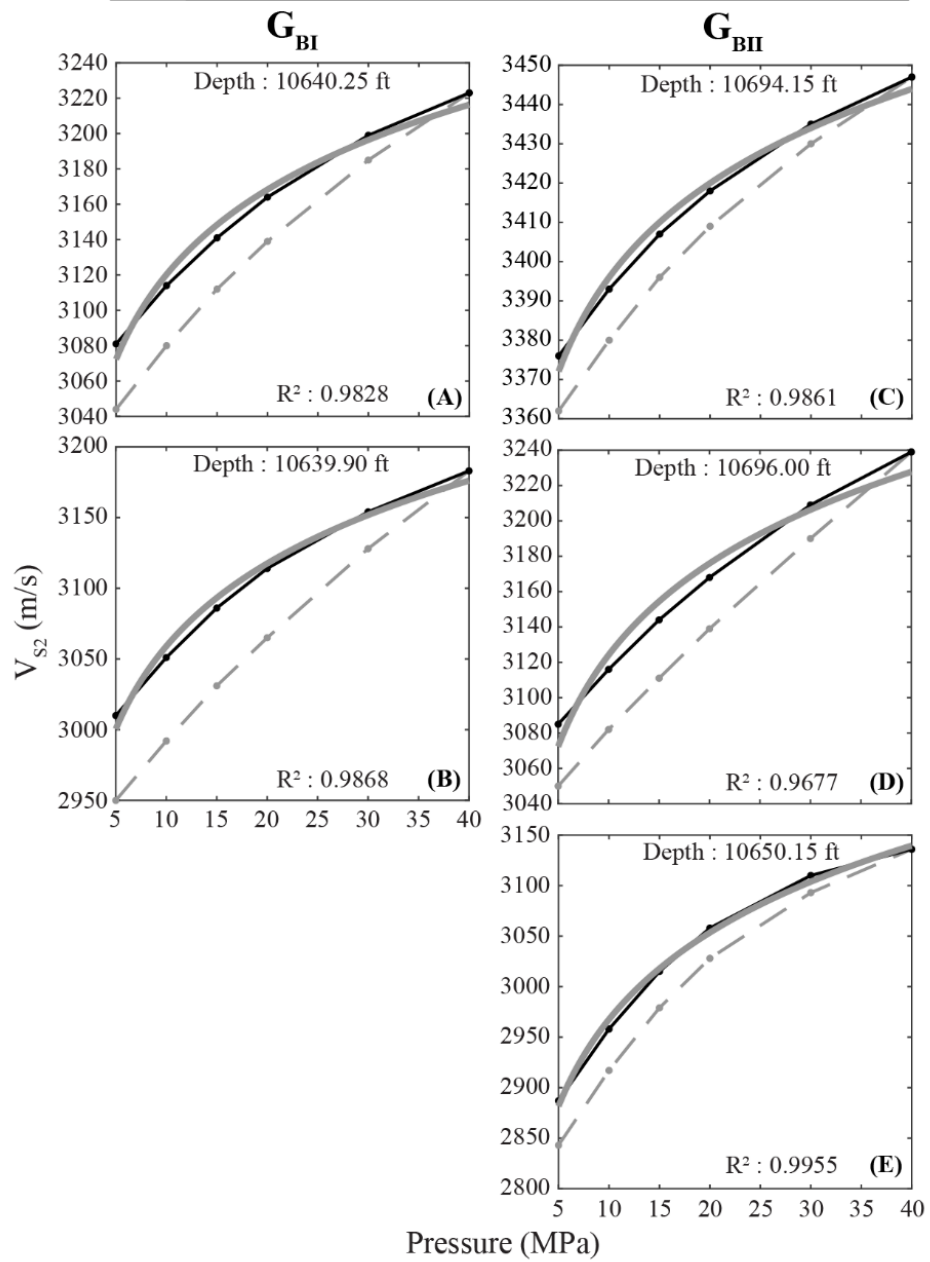 G_BI
G_BII
Depth : 10640.25 ft
3240
3220
3200
3180
3160
3140
3120
3100
3080
3060
3040
R² : 0.9828
(A)
Depth : 10694.15 ft
3450
3440
3430
3420
3410
3400
3390
3380
3370
3360
R² : 0.9861
(C)
Depth : 10639.90 ft
3200
3150
3100
3050
3000
2950
R² : 0.9868
(B)
5 10 15 20 25 30 35 40
Depth : 10696.00 ft
3240
3220
3200
3180
3160
3140
3120
3100
3080
3060
3040
R² : 0.9677
(D)
Depth : 10650.15 ft
3150
3100
3050
3000
2950
2900
2850
2800
R² : 0.9955
(E)
5 10 15 20 25 30 35 40
V_S2 (m/s)
Pressure (MPa)